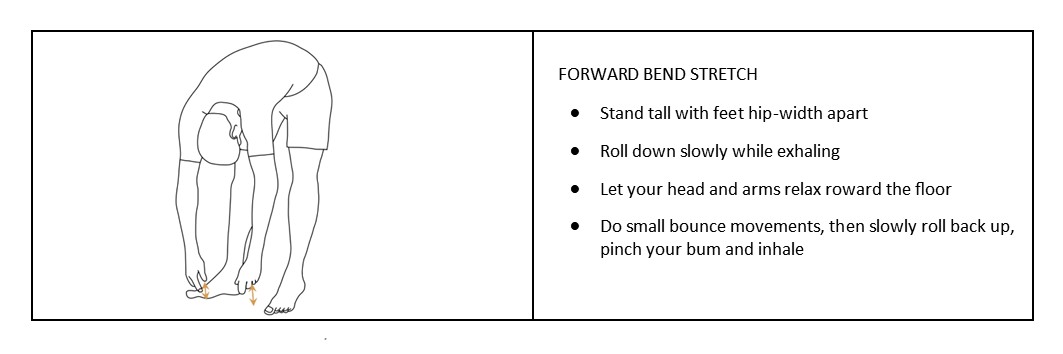 FORWARD BEND STRETCH
● Stand tall with feet hip-width apart
● Roll down slowly while exhaling
● Let your head and arms relax roward the floor
● Do small bounce movements, then slowly roll back up,
pinch your bum and inhale